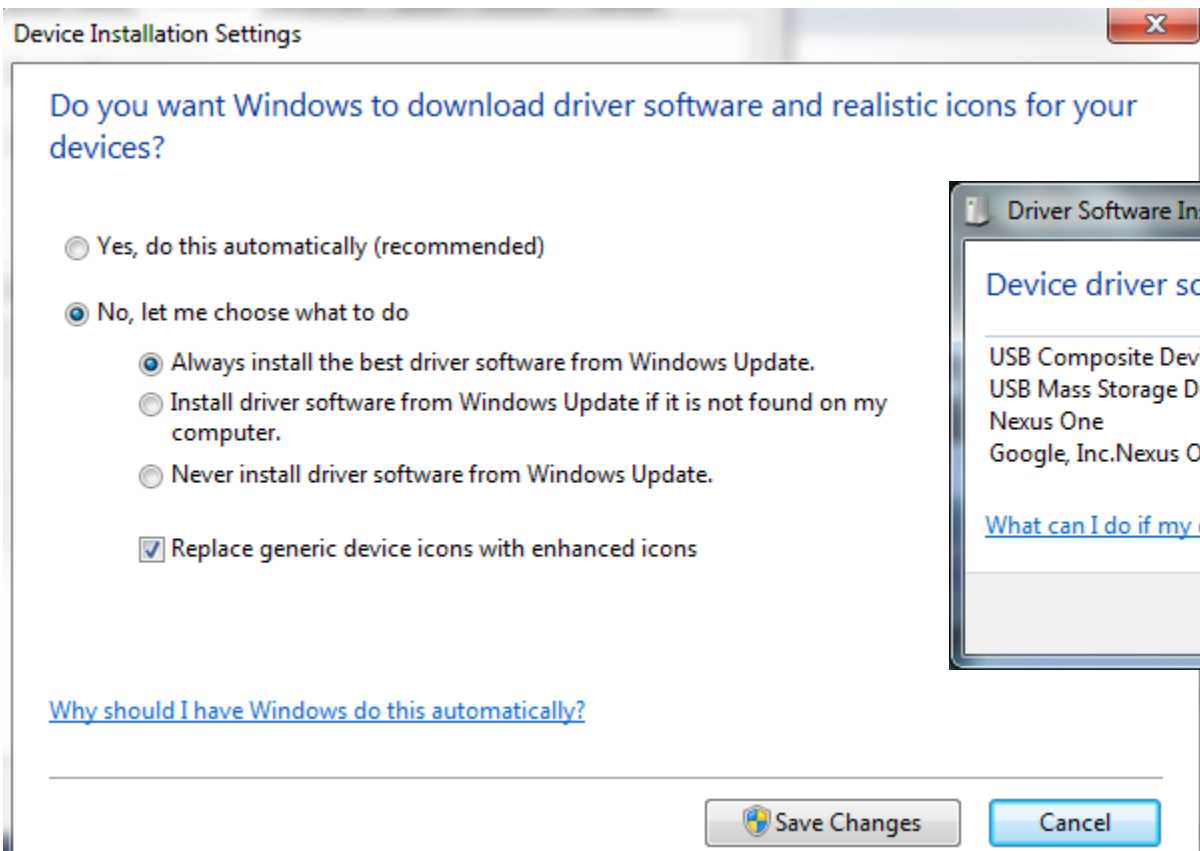 Device Installation Settings
Do you want Windows to download driver software and realistic icons for your
devices?
Yes, do this automatically (recommended)
No, let me choose what to do
Always install the best driver software from Windows Update.
Install driver software from Windows Update if it is not found on my
computer.
Never install driver software from Windows Update.
Replace generic device icons with enhanced icons
Why should I have Windows do this automatically?
Save Changes
Cancel
Driver Software
Device driver
USB Composite
USB Mass Storage
Nexus One
Google, Inc.Nexus
What can I do if my